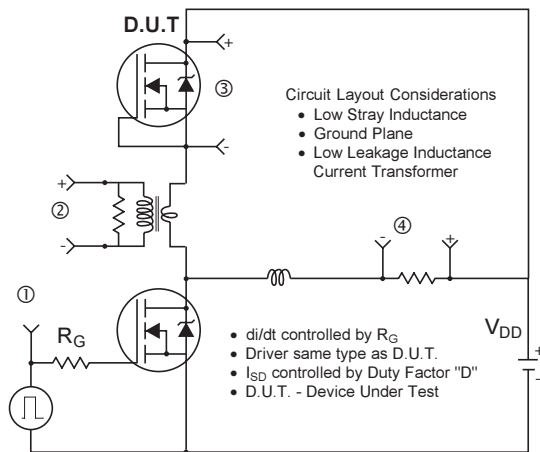 D.U.T
+
③
-
Circuit Layout Considerations
• Low Stray Inductance
• Ground Plane
• Low Leakage Inductance
Current Transformer
+
②
-
④
- +
①
RG
• di/dt controlled by RG
• Driver same type as D.U.T.
• ISD controlled by Duty Factor "D"
• D.U.T. - Device Under Test
VDD
+
-